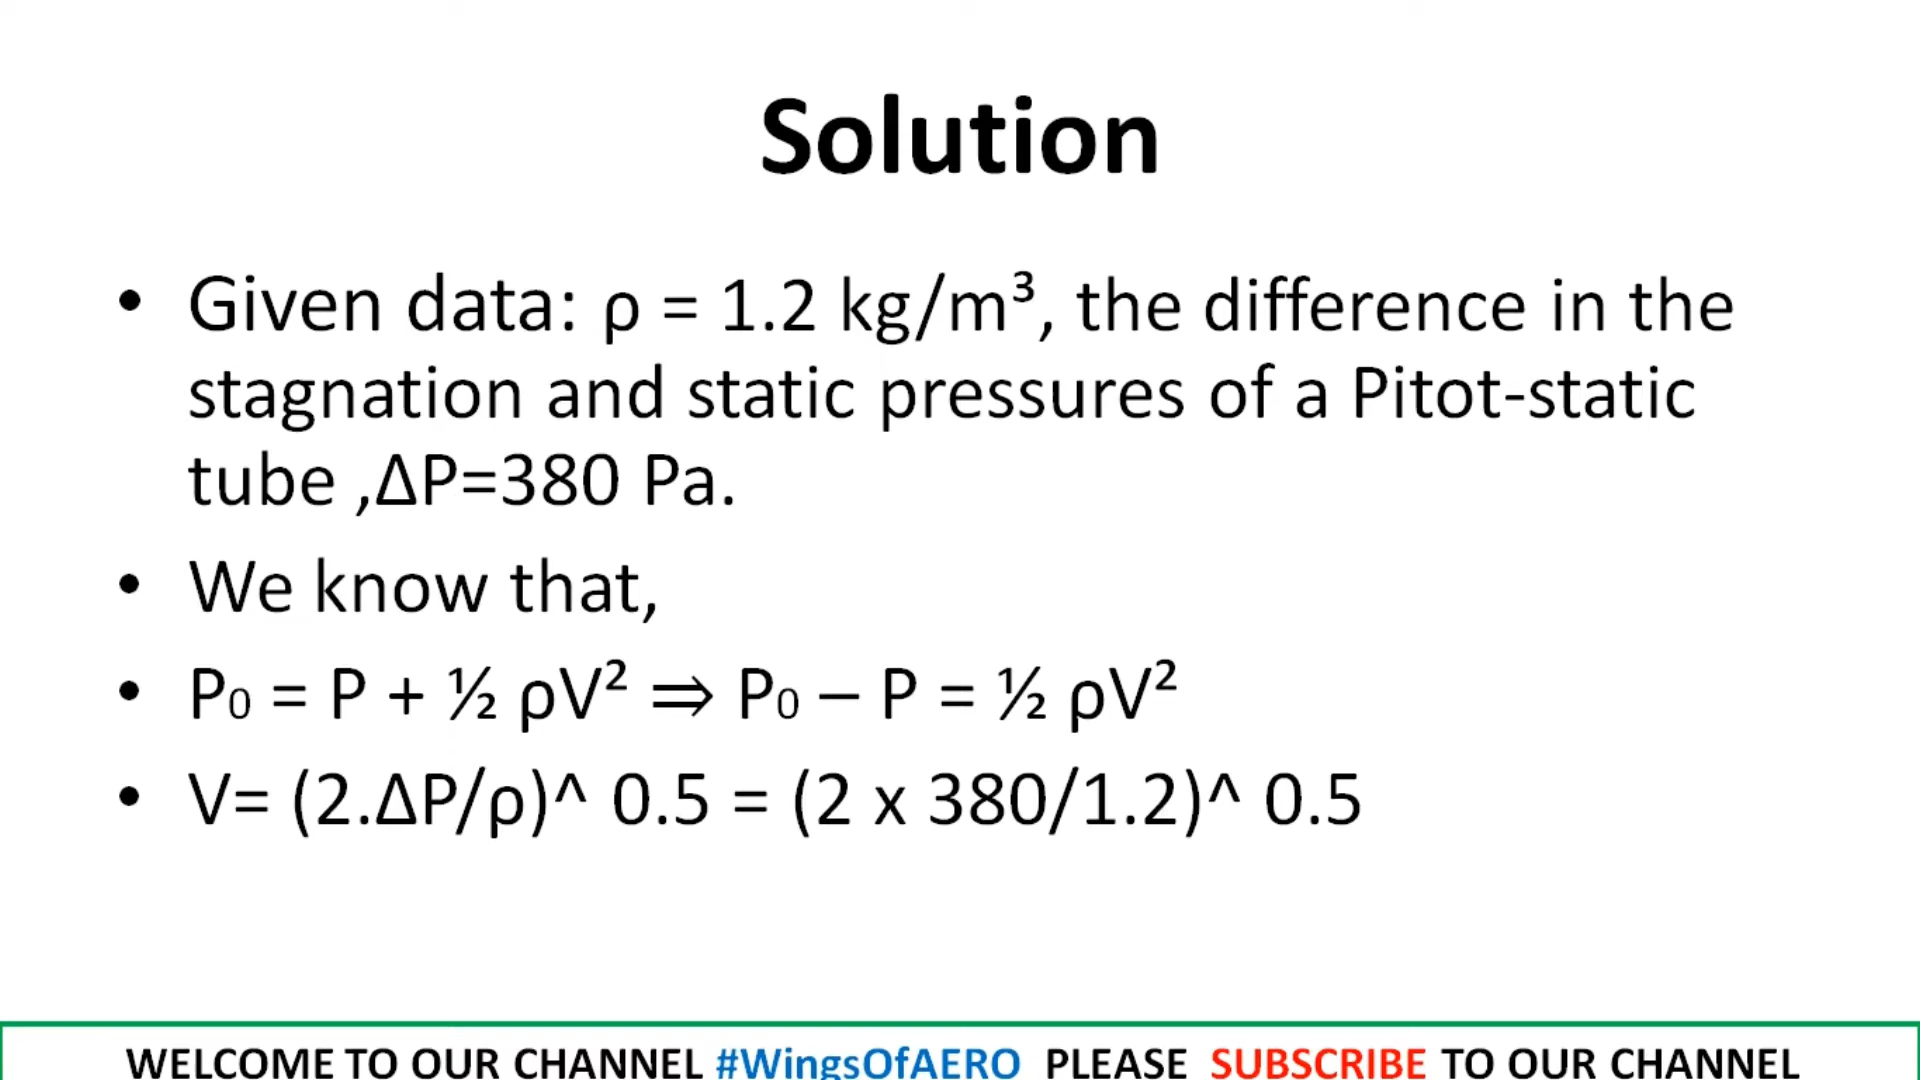 Solution
• Given data: ρ = 1.2 kg/m³, the difference in the
stagnation and static pressures of a Pitot-static
tube ,ΔP=380 Pa.
• We know that,
• P₀ = P + ½ ρV² ⇒ P₀ – P = ½ ρV²
• V= (2.ΔP/ρ)^ 0.5 = (2 x 380/1.2)^ 0.5
WELCOME TO OUR CHANNEL #WingsOfAERO PLEASE SUBSCRIBE TO OUR CHANNEL